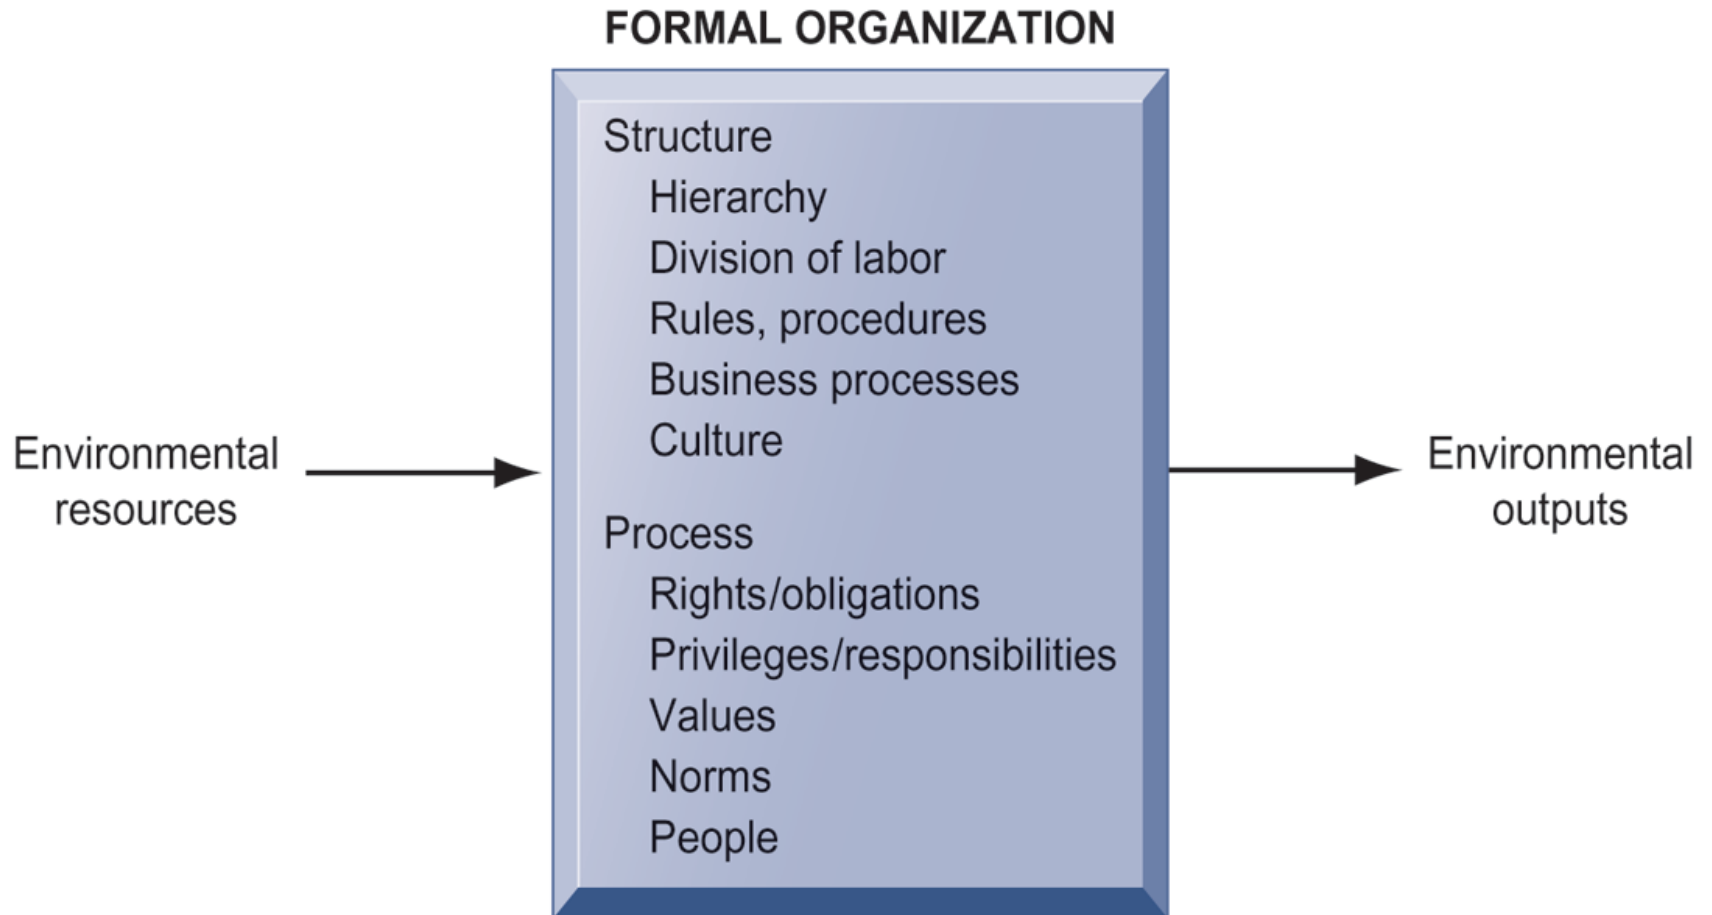 FORMAL ORGANIZATION
Structure
Hierarchy
Division of labor
Rules, procedures
Business processes
Culture
Environmental
resources
Environmental
outputs
Process
Rights/obligations
Privileges/responsibilities
Values
Norms
People